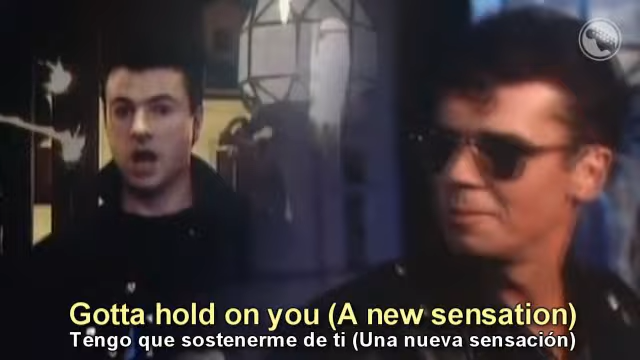 Gotta hold on you (A new sensation)
Tengo que sostenerme de ti (Una nueva sensación)